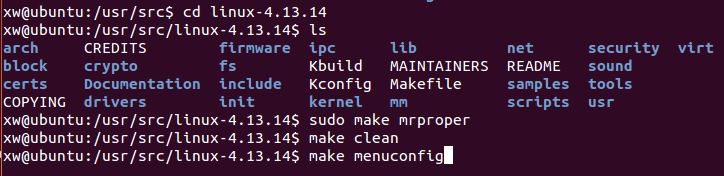 xw@ubuntu:/usr/src$ cd linux-4.13.14
xw@ubuntu:/usr/src/linux-4.13.14$ ls
arch CREDITS firmware ipc lib net security virt
block crypto fs Kbuild MAINTAINERS README sound
certs Documentation include Kconfig Makefile samples tools
COPYING drivers init kernel mm scripts usr
xw@ubuntu:/usr/src/linux-4.13.14$ sudo make mrproper
xw@ubuntu:/usr/src/linux-4.13.14$ make clean
xw@ubuntu:/usr/src/linux-4.13.14$ make menuconfig